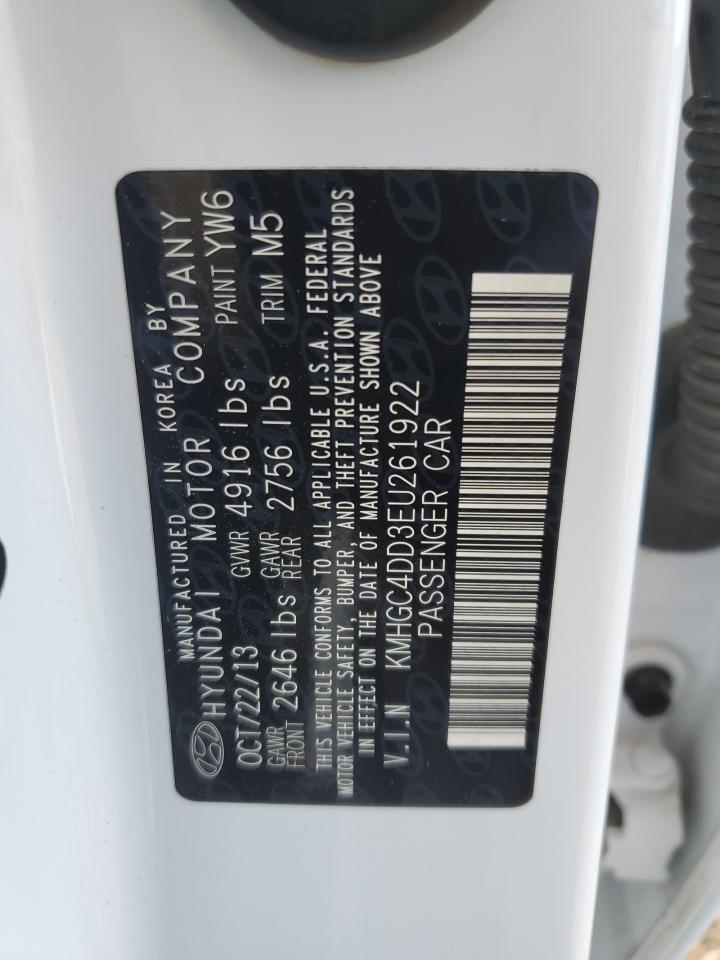 MANUFACTURED IN KOREA BY
HYUNDAI MOTOR COMPANY
OCT/22/13 GVWR 4916 lbs PAINT YW6
GAWR FRONT 2646 lbs GAWR REAR 2756 lbs TRIM M5
THIS VEHICLE CONFORMS TO ALL APPLICABLE U.S.A. FEDERAL
MOTOR VEHICLE SAFETY, BUMPER, AND THEFT PREVENTION STANDARDS
IN EFFECT ON THE DATE OF MANUFACTURE SHOWN ABOVE
V.I.N KMHGC4DD3EU261922
PASSENGER CAR